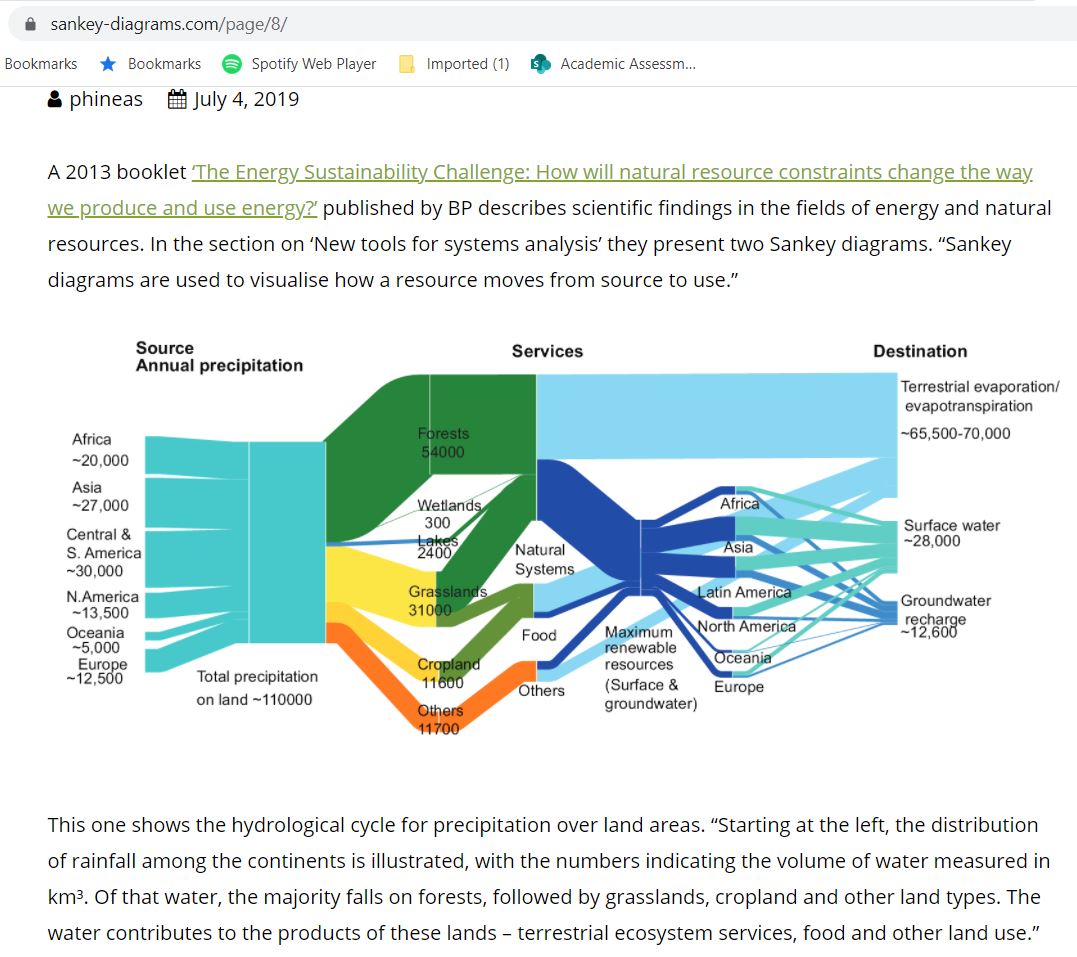 sankey-diagrams.com/page/8/
Bookmarks Bookmarks Spotify Web Player Imported (1) Academic Assessm...
phineas July 4, 2019
A 2013 booklet ‘The Energy Sustainability Challenge: How will natural resource constraints change the way
we produce and use energy?’ published by BP describes scientific findings in the fields of energy and natural
resources. In the section on ‘New tools for systems analysis’ they present two Sankey diagrams. “Sankey
diagrams are used to visualise how a resource moves from source to use.”
Source
Annual precipitation
Services
Destination
Africa
~20,000
Asia
~27,000
Central &
S. America
~30,000
N.America
~13,500
Oceania
~5,000
Europe
~12,500
Total precipitation
on land ~110000
Forests
54000
Wetlands
300
Lakes
2400
Grasslands
31000
Cropland
11600
Others
11700
Natural
Systems
Food
Others
Maximum
renewable
resources
(Surface &
groundwater)
Africa
Asia
Latin America
North America
Oceania
Europe
Terrestrial evaporation/
evapotranspiration
~65,500-70,000
Surface water
~28,000
Groundwater
recharge
~12,600
This one shows the hydrological cycle for precipitation over land areas. “Starting at the left, the distribution
of rainfall among the continents is illustrated, with the numbers indicating the volume of water measured in
km³. Of that water, the majority falls on forests, followed by grasslands, cropland and other land types. The
water contributes to the products of these lands – terrestrial ecosystem services, food and other land use.”